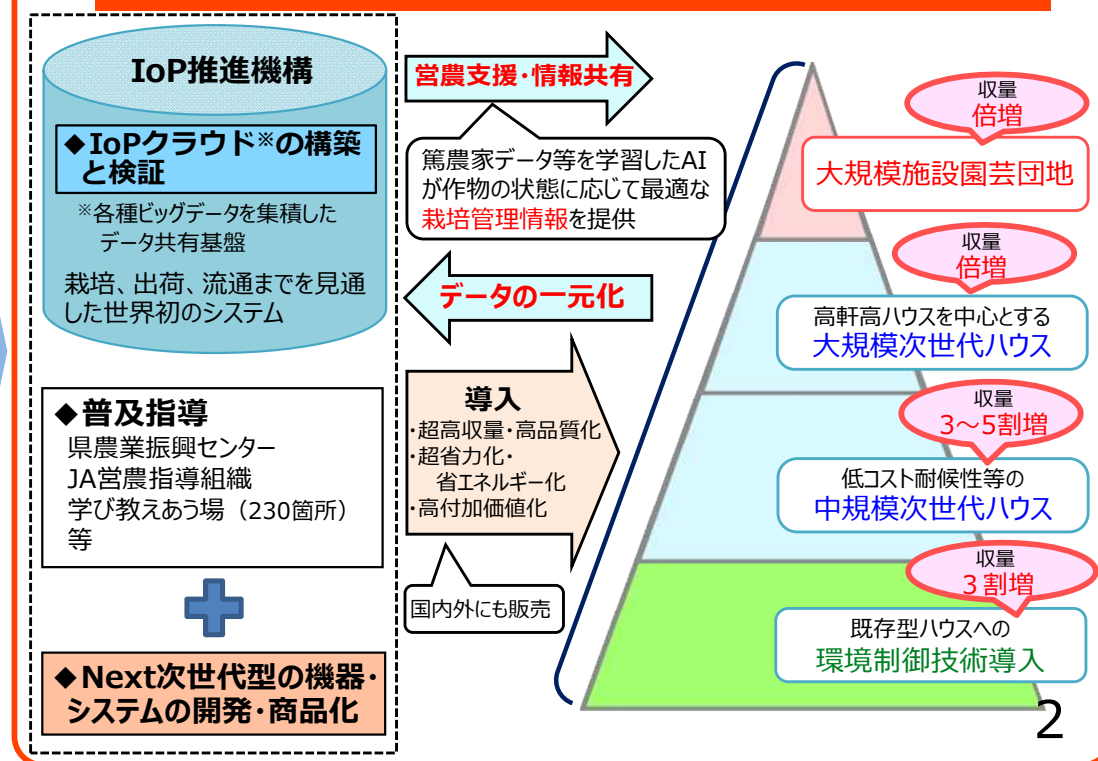 IoP推進機構
◆IoPクラウド※の構築
と検証
※各種ビッグデータを集積した
データ共有基盤
栽培、出荷、流通までを見通
した世界初のシステム
◆普及指導
県農業振興センター
JA営農指導組織
学び教えあう場（230箇所）
等
◆Next次世代型の機器・
システムの開発・商品化
営農支援・情報共有
篤農家データ等を学習したAI
が作物の状態に応じて最適な
栽培管理情報を提供
データの一元化
導入
・超高収量・高品質化
・超省力化・
省エネルギー化
・高付加価値化
国内外にも販売
収量
倍増
大規模施設園芸団地
収量
倍増
高軒高ハウスを中心とする
大規模次世代ハウス
収量
3～5割増
低コスト耐候性等の
中規模次世代ハウス
収量
３割増
既存型ハウスへの
環境制御技術導入
2